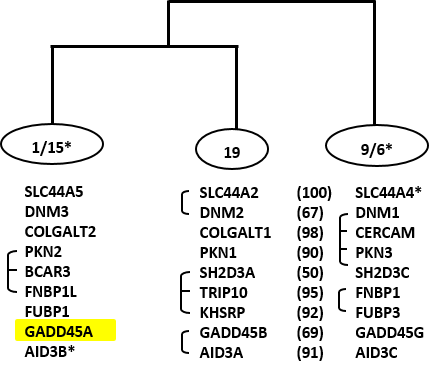 1/15* 19 9/6*
SLC44A5 SLC44A2 (100) SLC44A4*
DNM3 DNM2 (67) DNM1
COLGALT2 COLGALT1 (98) CERCAM
PKN2 PKN1 (90) PKN3
BCAR3 SH2D3A (50) SH2D3C
FNBP1L TRIP10 (95) FNBP1
FUBP1 KHSRP (92) FUBP3
GADD45A GADD45B (69) GADD45G
AID3B* AID3A (91) AID3C